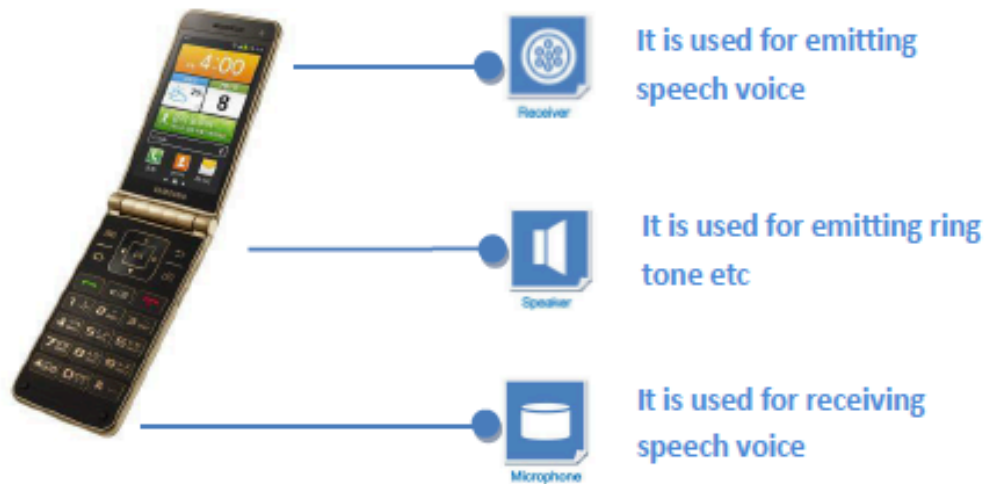 4:00
8
SAMSUNG
It is used for emitting
speech voice
Receiver
It is used for emitting ring
tone etc
Speaker
It is used for receiving
speech voice
Microphone